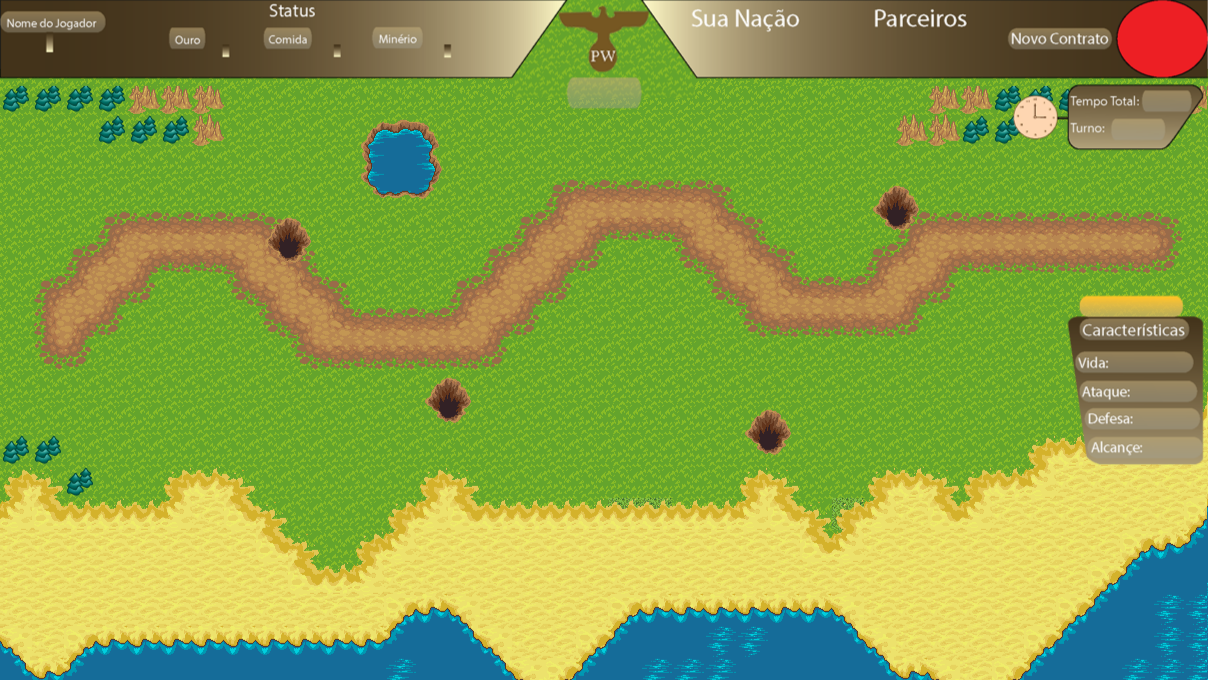 Nome do Jogador
Status
Ouro
Comida
Minério
PW
Sua Nação
Parceiros
Novo Contrato
Tempo Total:
Turno:
Características
Vida:
Ataque:
Defesa:
Alcançe: